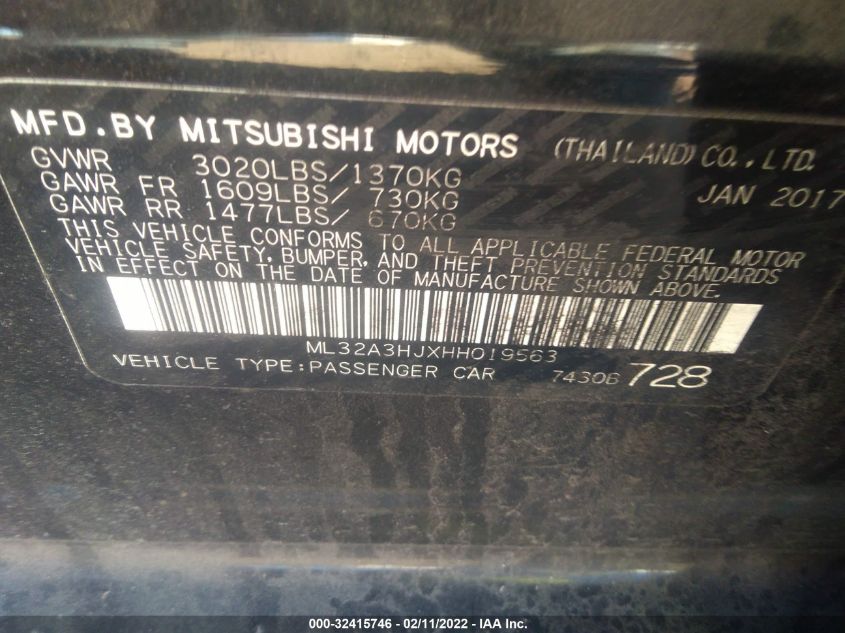 MFD.BY MITSUBISHI MOTORS (THAILAND) CO.,LTD.
GVWR 3020LBS/1370KG JAN 2017
GAWR FR 1609LBS/ 730KG
GAWR RR 1477LBS/ 670KG
THIS VEHICLE CONFORMS TO ALL APPLICABLE FEDERAL MOTOR
VEHICLE SAFETY, BUMPER, AND THEFT PREVENTION STANDARDS
IN EFFECT ON THE DATE OF MANUFACTURE SHOWN ABOVE.
ML32A3HJXHH019563
VEHICLE TYPE:PASSENGER CAR 7430B 728
000-32415746 - 02/11/2022 - IAA Inc.